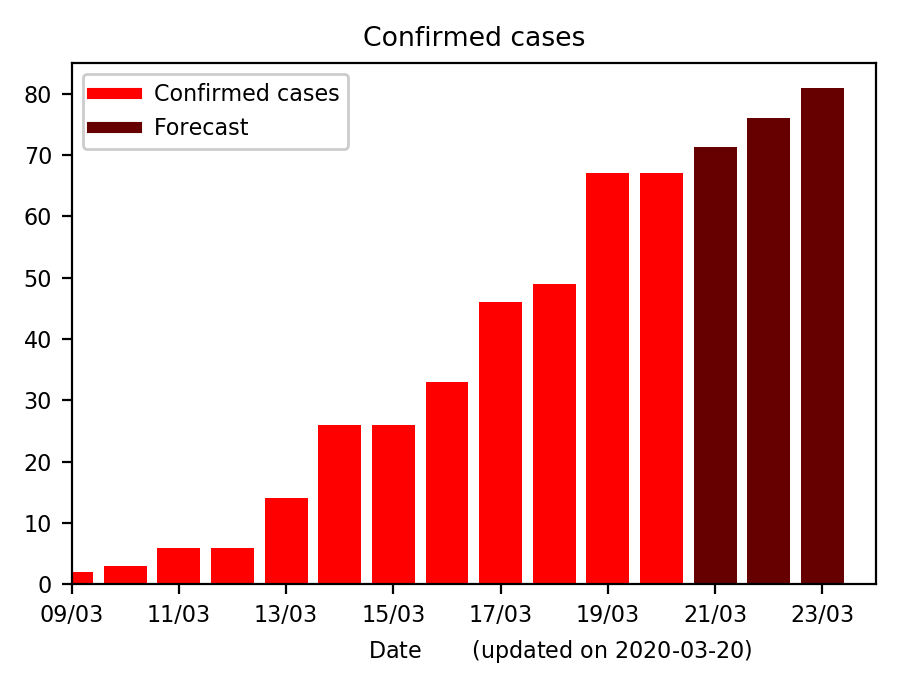 Confirmed cases
Confirmed cases
Forecast
80
70
60
50
40
30
20
10
0
09/03 11/03 13/03 15/03 17/03 19/03 21/03 23/03
Date (updated on 2020-03-20)